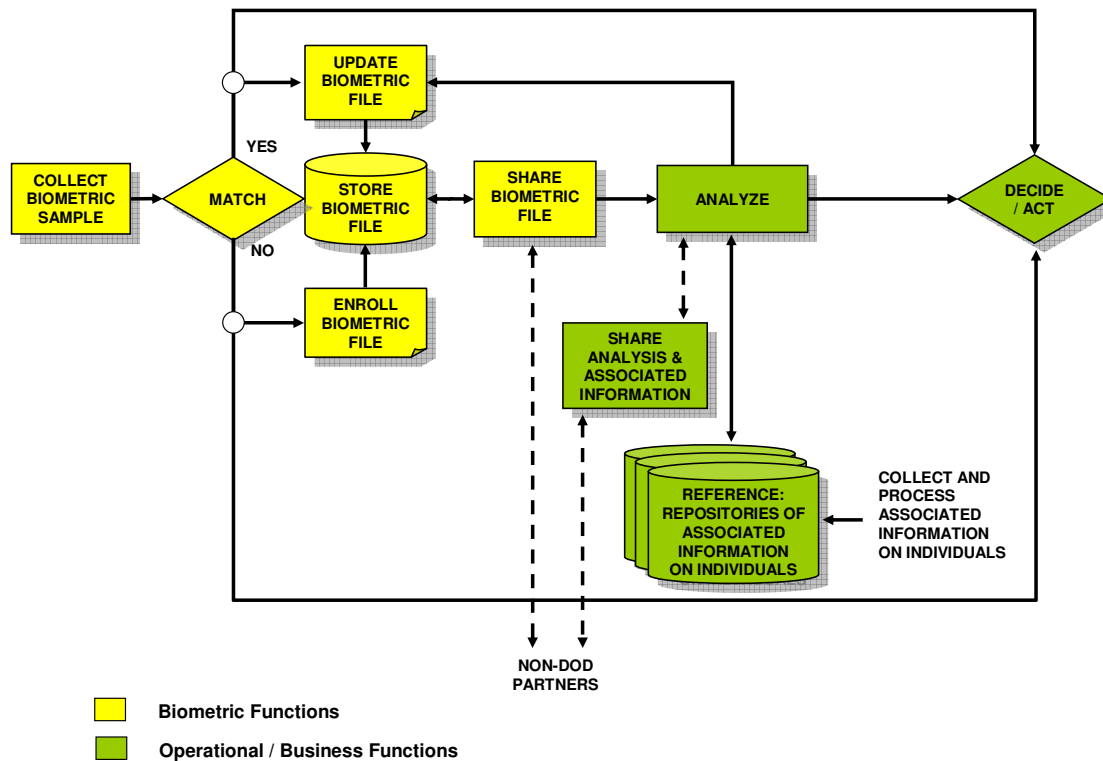 UPDATE
BIOMETRIC
FILE
YES
COLLECT
BIOMETRIC
SAMPLE
MATCH
STORE
BIOMETRIC
FILE
SHARE
BIOMETRIC
FILE
ANALYZE
DECIDE
/ ACT
NO
ENROLL
BIOMETRIC
FILE
SHARE
ANALYSIS &
ASSOCIATED
INFORMATION
REFERENCE:
REPOSITORIES OF
ASSOCIATED
INFORMATION
ON INDIVIDUALS
COLLECT AND
PROCESS
ASSOCIATED
INFORMATION
ON INDIVIDUALS
NON-DOD
PARTNERS
Biometric Functions
Operational / Business Functions